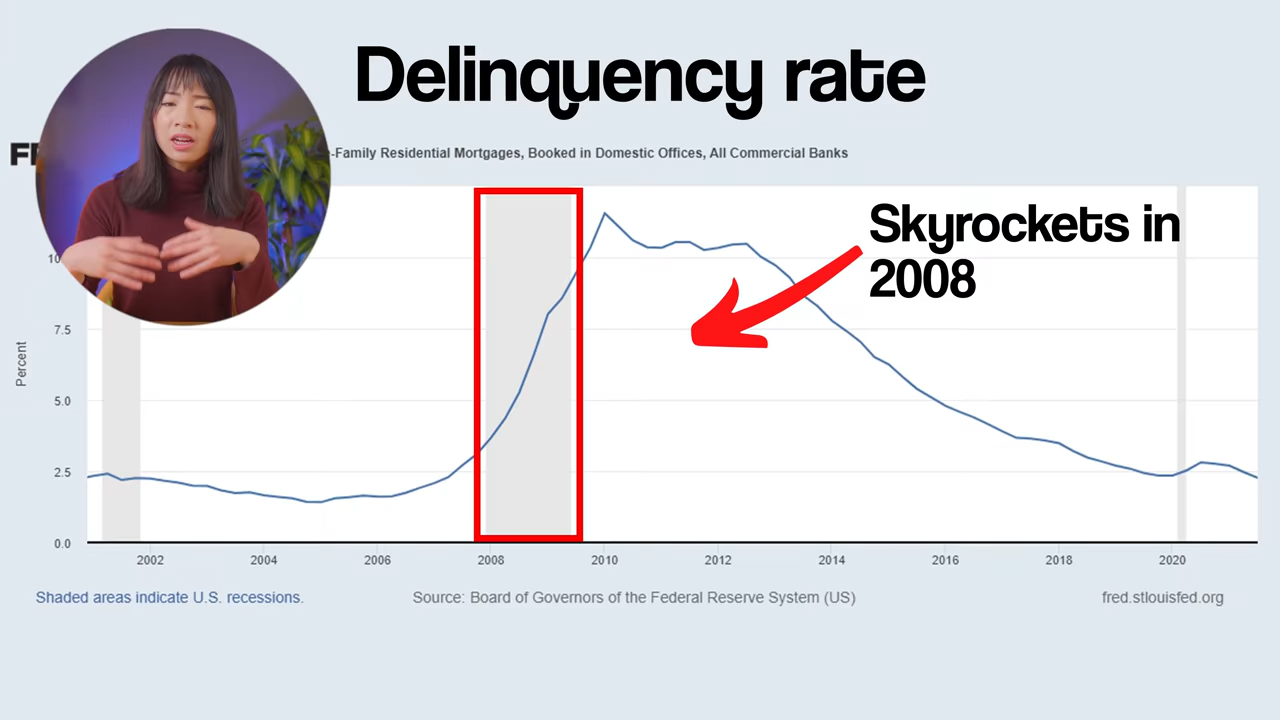 Delinquency rate
-Family Residential Mortgages, Booked in Domestic Offices, All Commercial Banks
Skyrockets in
2008
10
7.5
5.0
2.5
0.0
Percent
2002 2004 2006 2008 2010 2012 2014 2016 2018 2020
Shaded areas indicate U.S. recessions.
Source: Board of Governors of the Federal Reserve System (US)
fred.stlouisfed.org